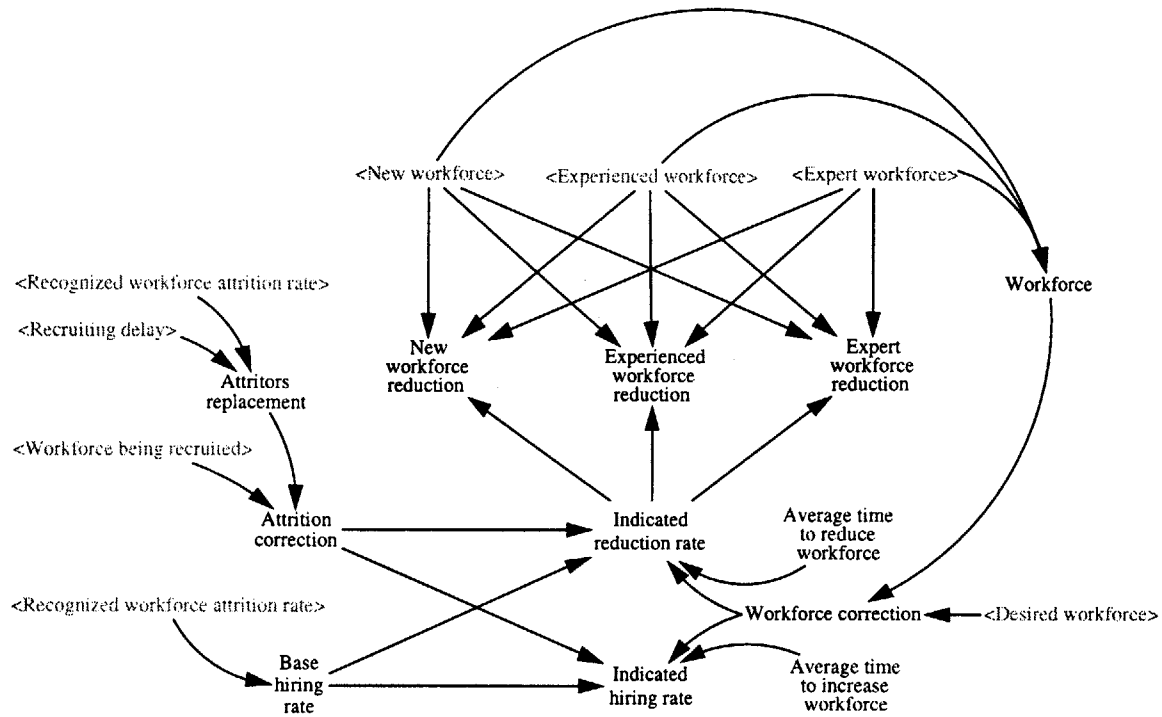 <New workforce>
<Experienced workforce>
<Expert workforce>
<Recognized workforce attrition rate>
Workforce
<Recruiting delay>
New
workforce
reduction
Experienced
workforce
reduction
Expert
workforce
reduction
Attritors
replacement
<Workforce being recruited>
Attrition
correction
Indicated
reduction rate
Average time
to reduce
workforce
<Recognized workforce attrition rate>
Workforce correction
<Desired workforce>
Base
hiring
rate
Indicated
hiring rate
Average time
to increase
workforce